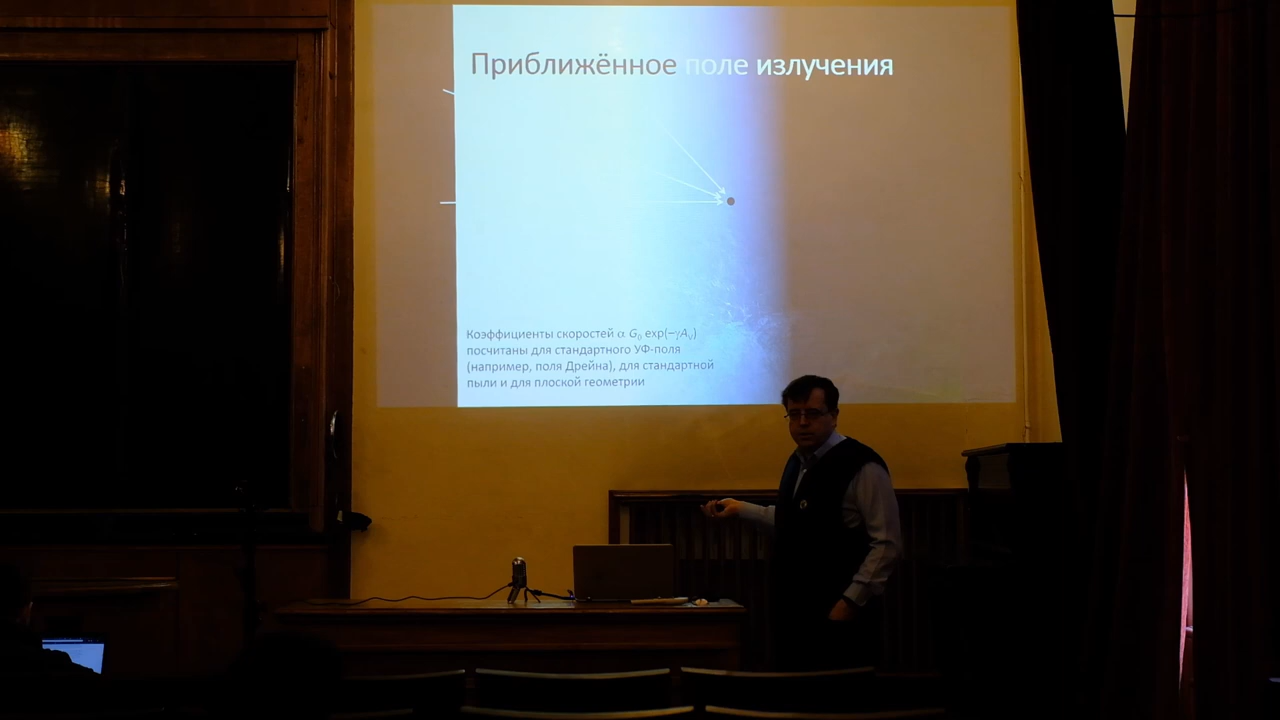 Приближённое поле излучения
Коэффициенты скоростей α G₀ exp(−γAᵥ)
посчитаны для стандартного УФ-поля
(например, поля Дрейна), для стандартной
пыли и для плоской геометрии